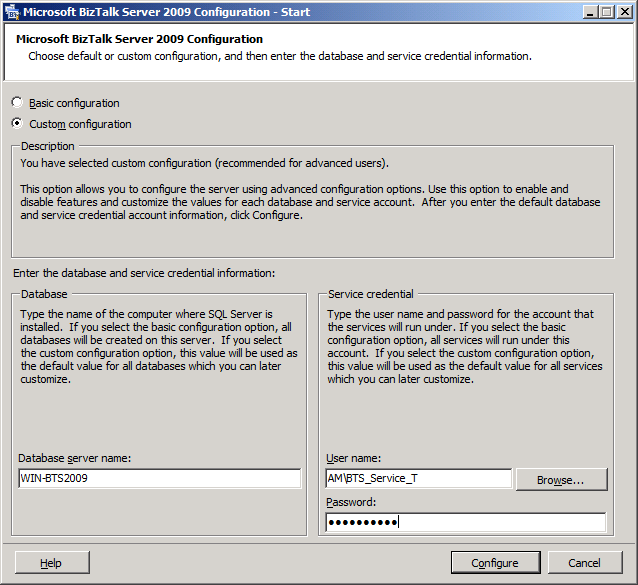 Microsoft BizTalk Server 2009 Configuration - Start
Microsoft BizTalk Server 2009 Configuration
Choose default or custom configuration, and then enter the database and service credential information.
Basic configuration
Custom configuration
Description
You have selected custom configuration (recommended for advanced users).
This option allows you to configure the server using advanced configuration options. Use this option to enable and
disable features and customize the values for each database and service account. After you enter the default database
and service credential account information, click Configure.
Enter the database and service credential information:
Database
Type the name of the computer where SQL Server is
installed. If you select the basic configuration option, all
databases will be created on this server. If you select
the custom configuration option, this value will be used as
the default value for all databases which you can later
customize.
Database server name:
WIN-BTS2009
Service credential
Type the user name and password for the account that
the services will run under. If you select the basic
configuration option, all services will run under this
account. If you select the custom configuration option,
this value will be used as the default value for all services
which you can later customize.
User name:
AM\BTS_Service_T
Browse...
Password:
●●●●●●●●●●
Help
Configure
Cancel